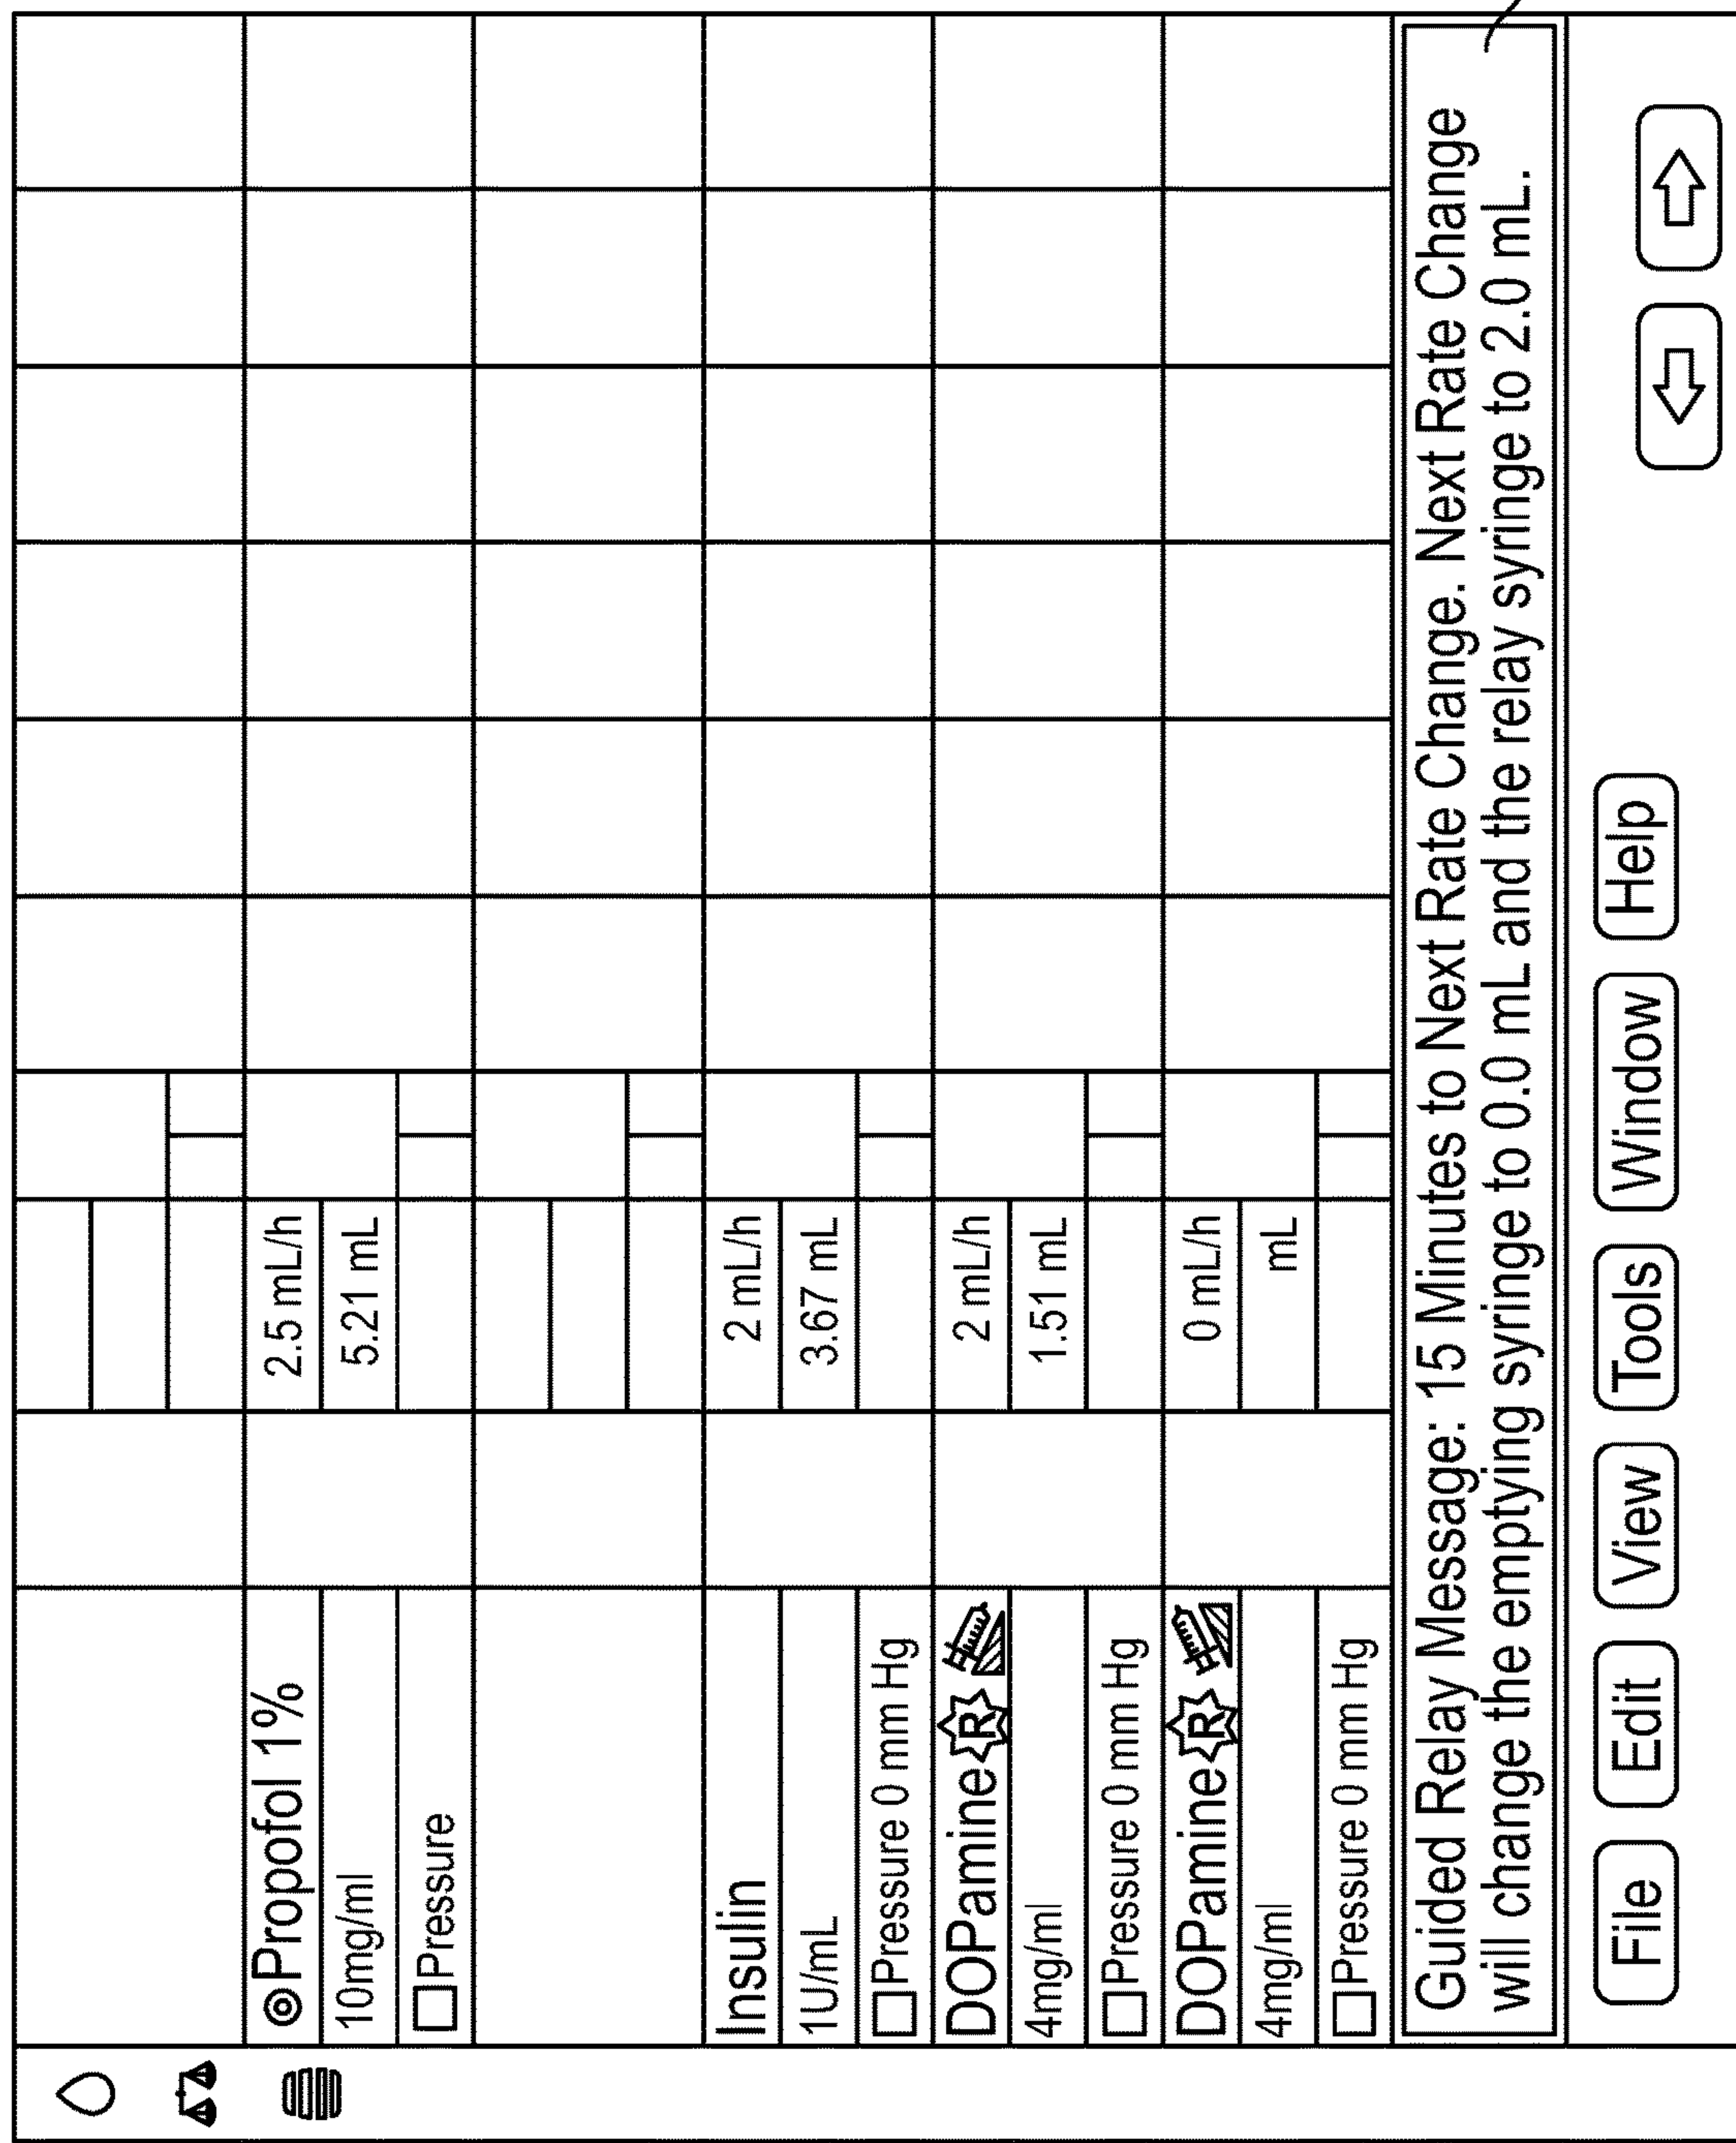 Propofol 1%
2.5 mL/h
10mg/ml
5.21 mL
Pressure
Insulin
2 mL/h
1U/mL
3.67 mL
Pressure 0 mm Hg
DOPamine R
2 mL/h
4mg/ml
1.51 mL
Pressure 0 mm Hg
DOPamine R
0 mL/h
4mg/ml
mL
Pressure 0 mm Hg
Guided Relay Message: 15 Minutes to Next Rate Change. Next Rate Change
will change the emptying syringe to 0.0 mL and the relay syringe to 2.0 mL.
File Edit View Tools Window Help